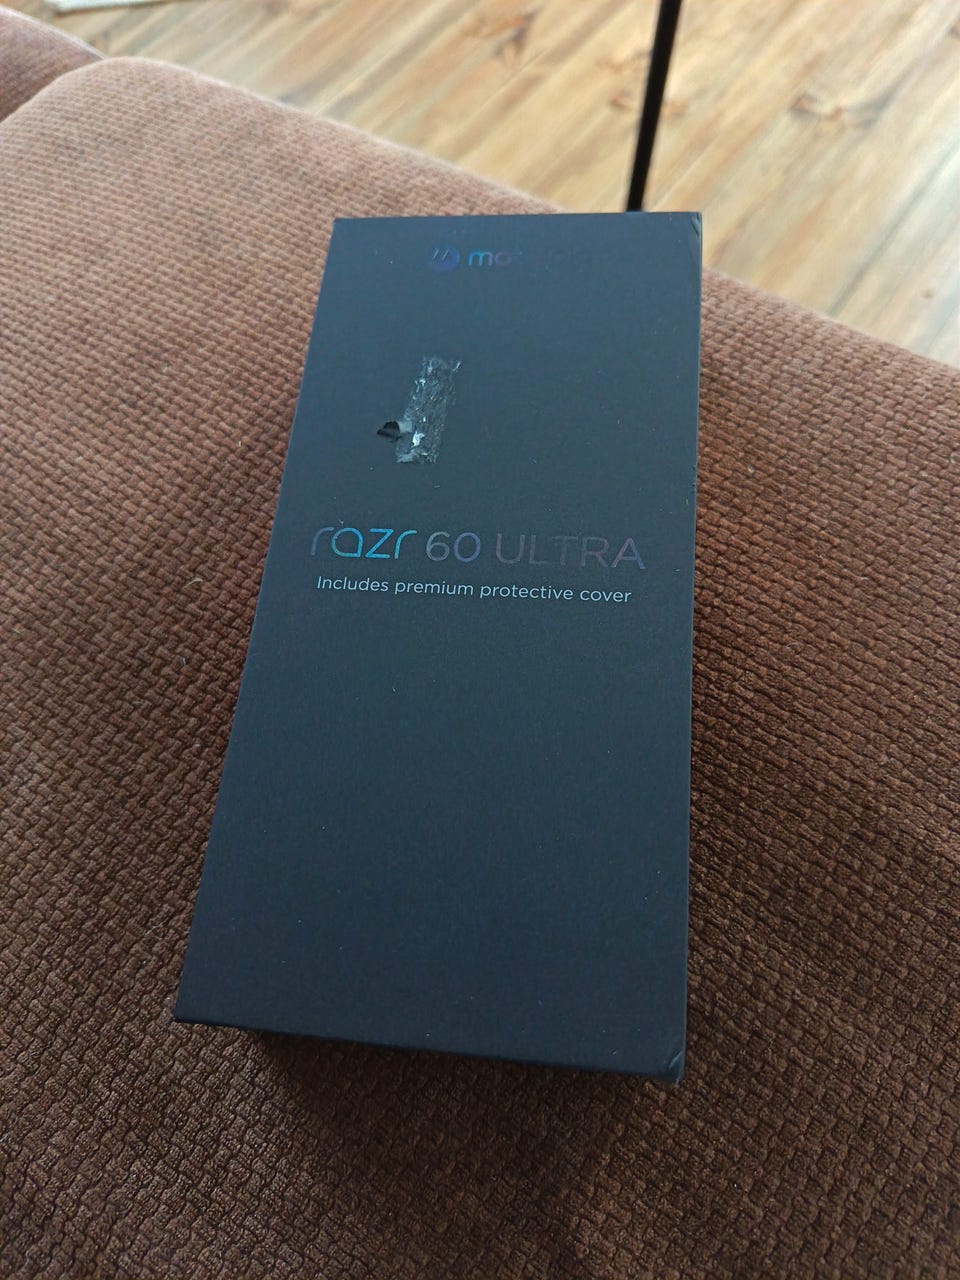 razr 60 ULTRA
Includes premium protective cover